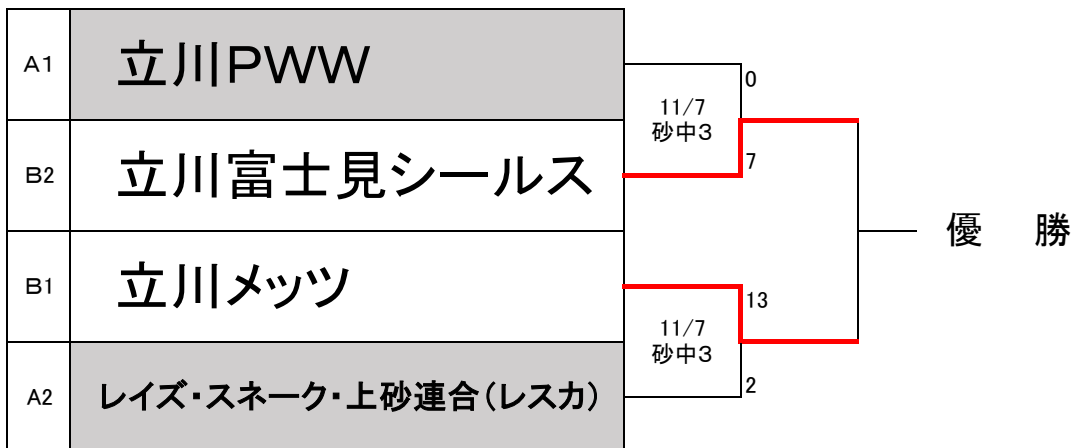 A1
立川PWW
B2
立川富士見シールス
B1
立川メッツ
A2
レイズ・スネーク・上砂連合(レスカ)
11/7
砂中3
0
7
11/7
砂中3
13
2
優 勝